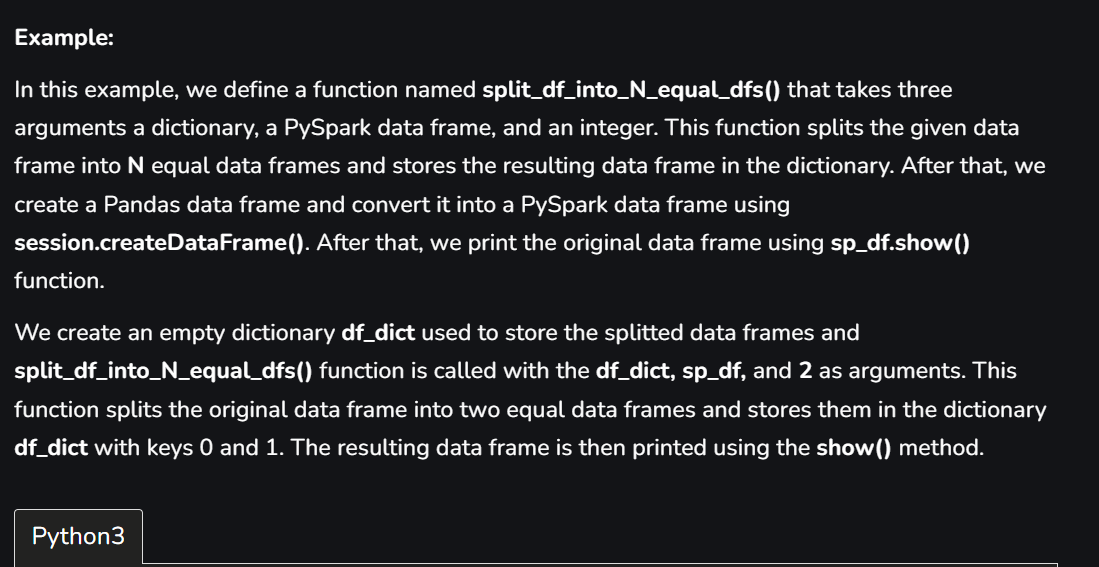 Example:
In this example, we define a function named split_df_into_N_equal_dfs() that takes three
arguments a dictionary, a PySpark data frame, and an integer. This function splits the given data
frame into N equal data frames and stores the resulting data frame in the dictionary. After that, we
create a Pandas data frame and convert it into a PySpark data frame using
session.createDataFrame(). After that, we print the original data frame using sp_df.show()
function.
We create an empty dictionary df_dict used to store the splitted data frames and
split_df_into_N_equal_dfs() function is called with the df_dict, sp_df, and 2 as arguments. This
function splits the original data frame into two equal data frames and stores them in the dictionary
df_dict with keys 0 and 1. The resulting data frame is then printed using the show() method.
Python3